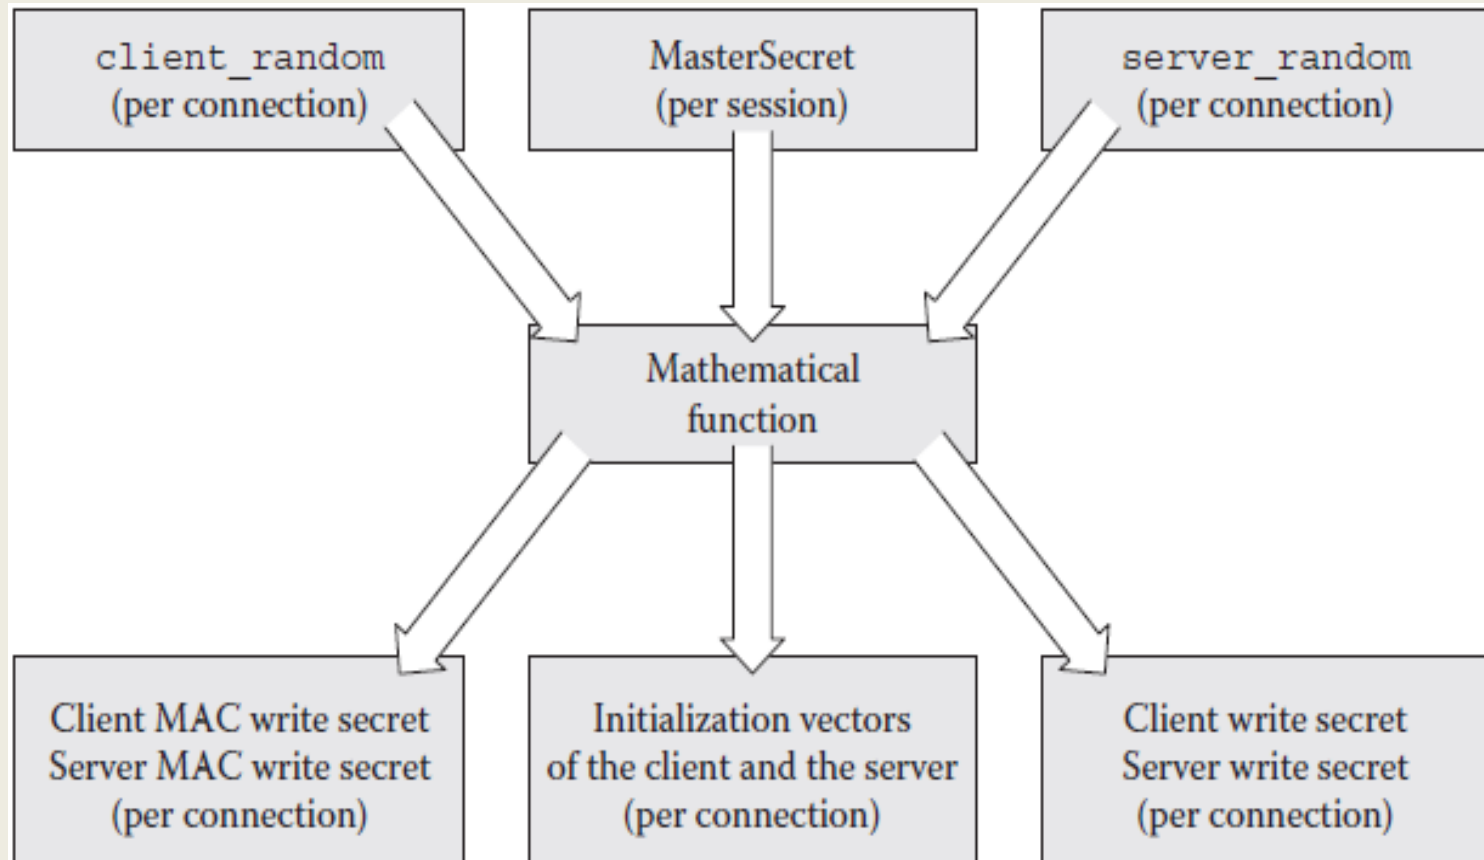 client_random
(per connection)
MasterSecret
(per session)
server_random
(per connection)
Mathematical
function
Client MAC write secret
Server MAC write secret
(per connection)
Initialization vectors
of the client and the server
(per connection)
Client write secret
Server write secret
(per connection)